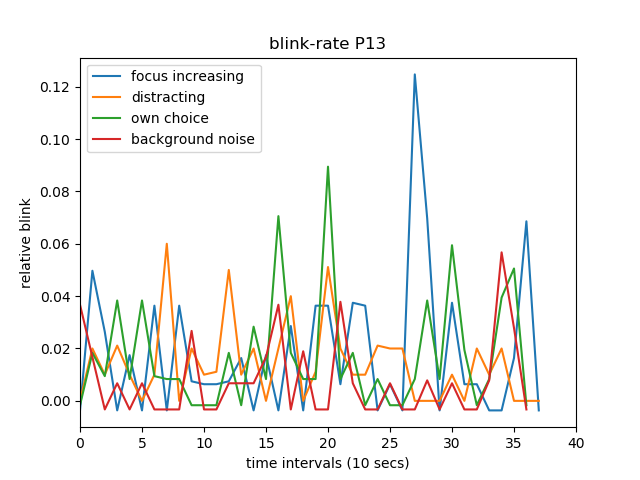 blink-rate P13
focus increasing
distracting
own choice
background noise
relative blink
0.12
0.10
0.08
0.06
0.04
0.02
0.00
0 5 10 15 20 25 30 35 40
time intervals (10 secs)